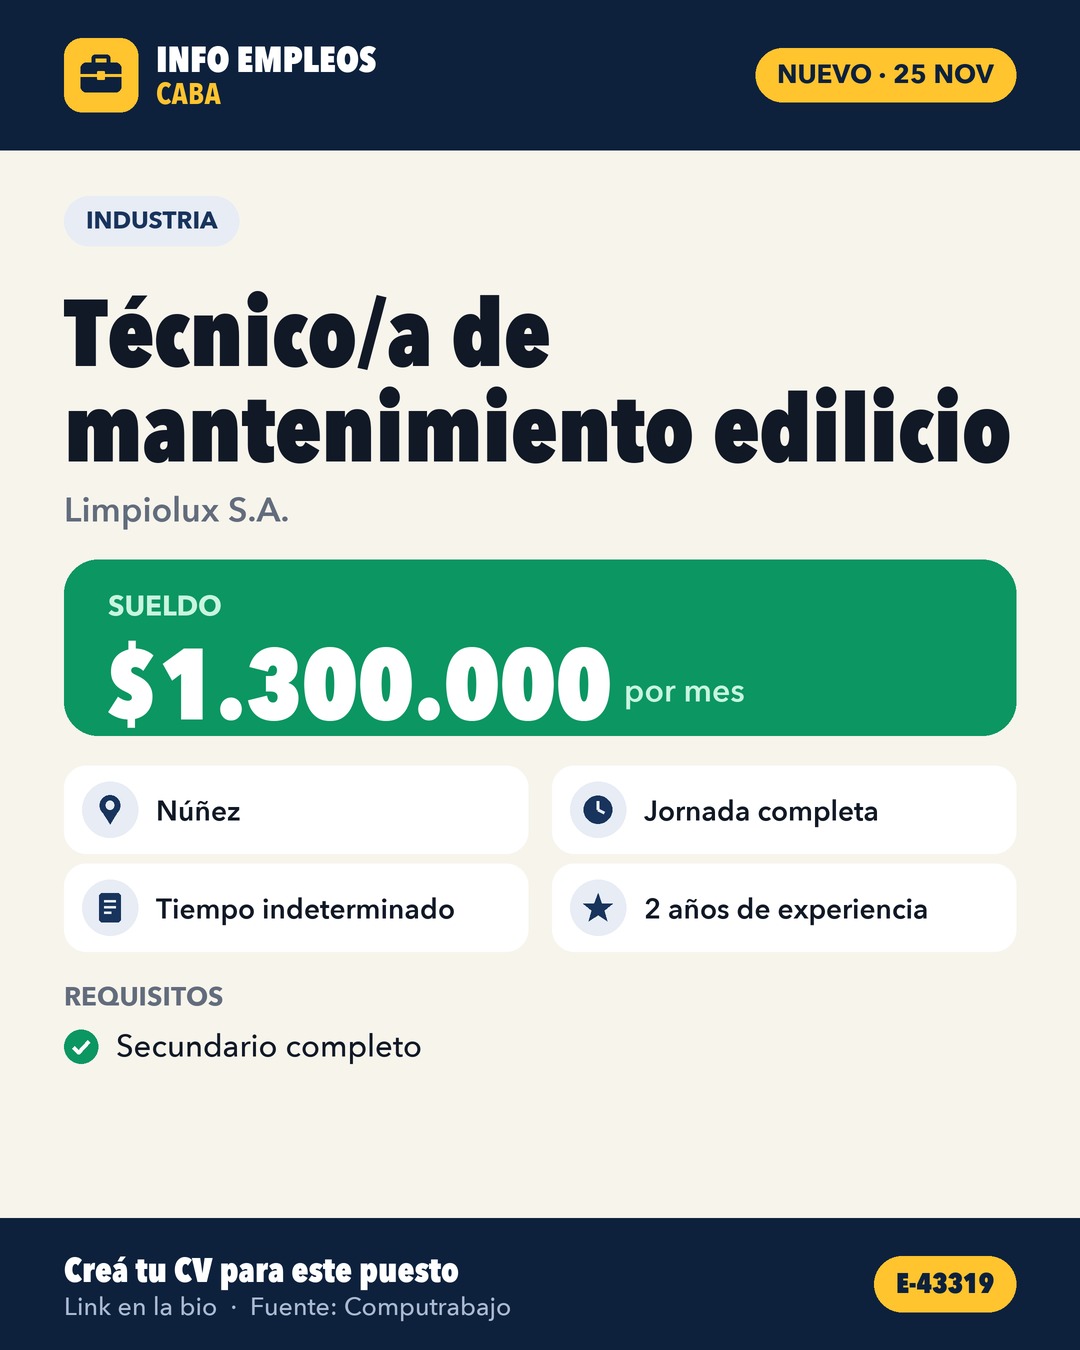 INFO EMPLEOS
CABA
NUEVO · 25 NOV
INDUSTRIA
Técnico/a de
mantenimiento edilicio
Limpiolux S.A.
SUELDO
$1.300.000 por mes
Núñez
Jornada completa
Tiempo indeterminado
2 años de experiencia
REQUISITOS
Secundario completo
Creá tu CV para este puesto
Link en la bio · Fuente: Computrabajo
E-43319